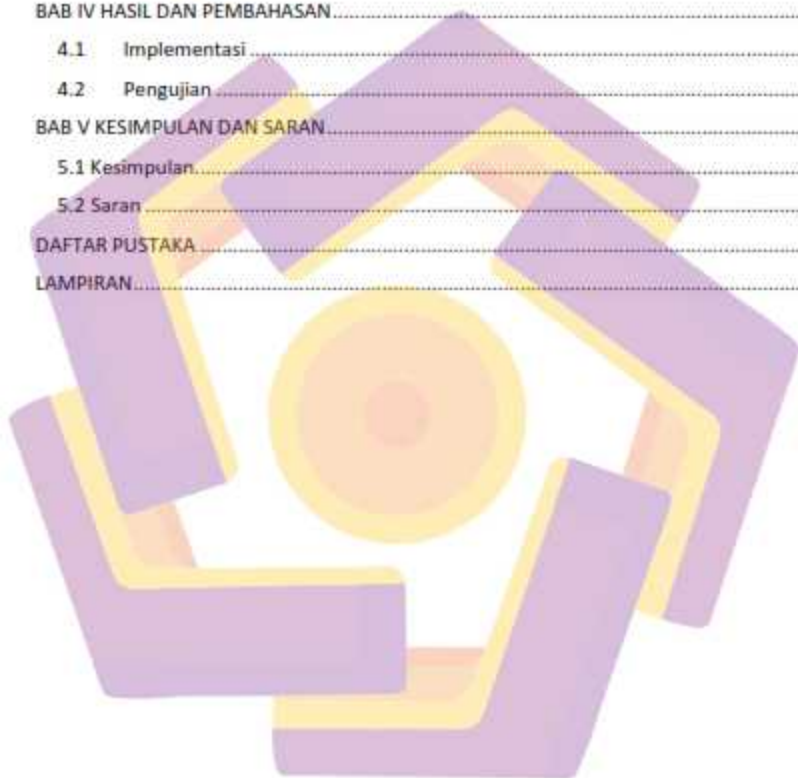 BAB IV HASIL DAN PEMBAHASAN
4.1 Implementasi
4.2 Pengujian
BAB V KESIMPULAN DAN SARAN
5.1 Kesimpulan
5.2 Saran
DAFTAR PUSTAKA
LAMPIRAN